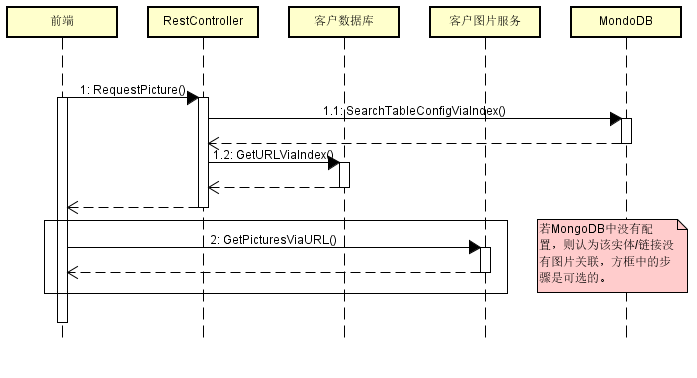 前端
RestController
客户数据库
客户图片服务
MondoDB
1: RequestPicture()
1.1: SearchTableConfigViaIndex()
1.2: GetURLViaIndex()
2: GetPicturesViaURL()
若MongoDB中没有配
置，则认为该实体/链接没
有图片关联，方框中的步
骤是可选的。